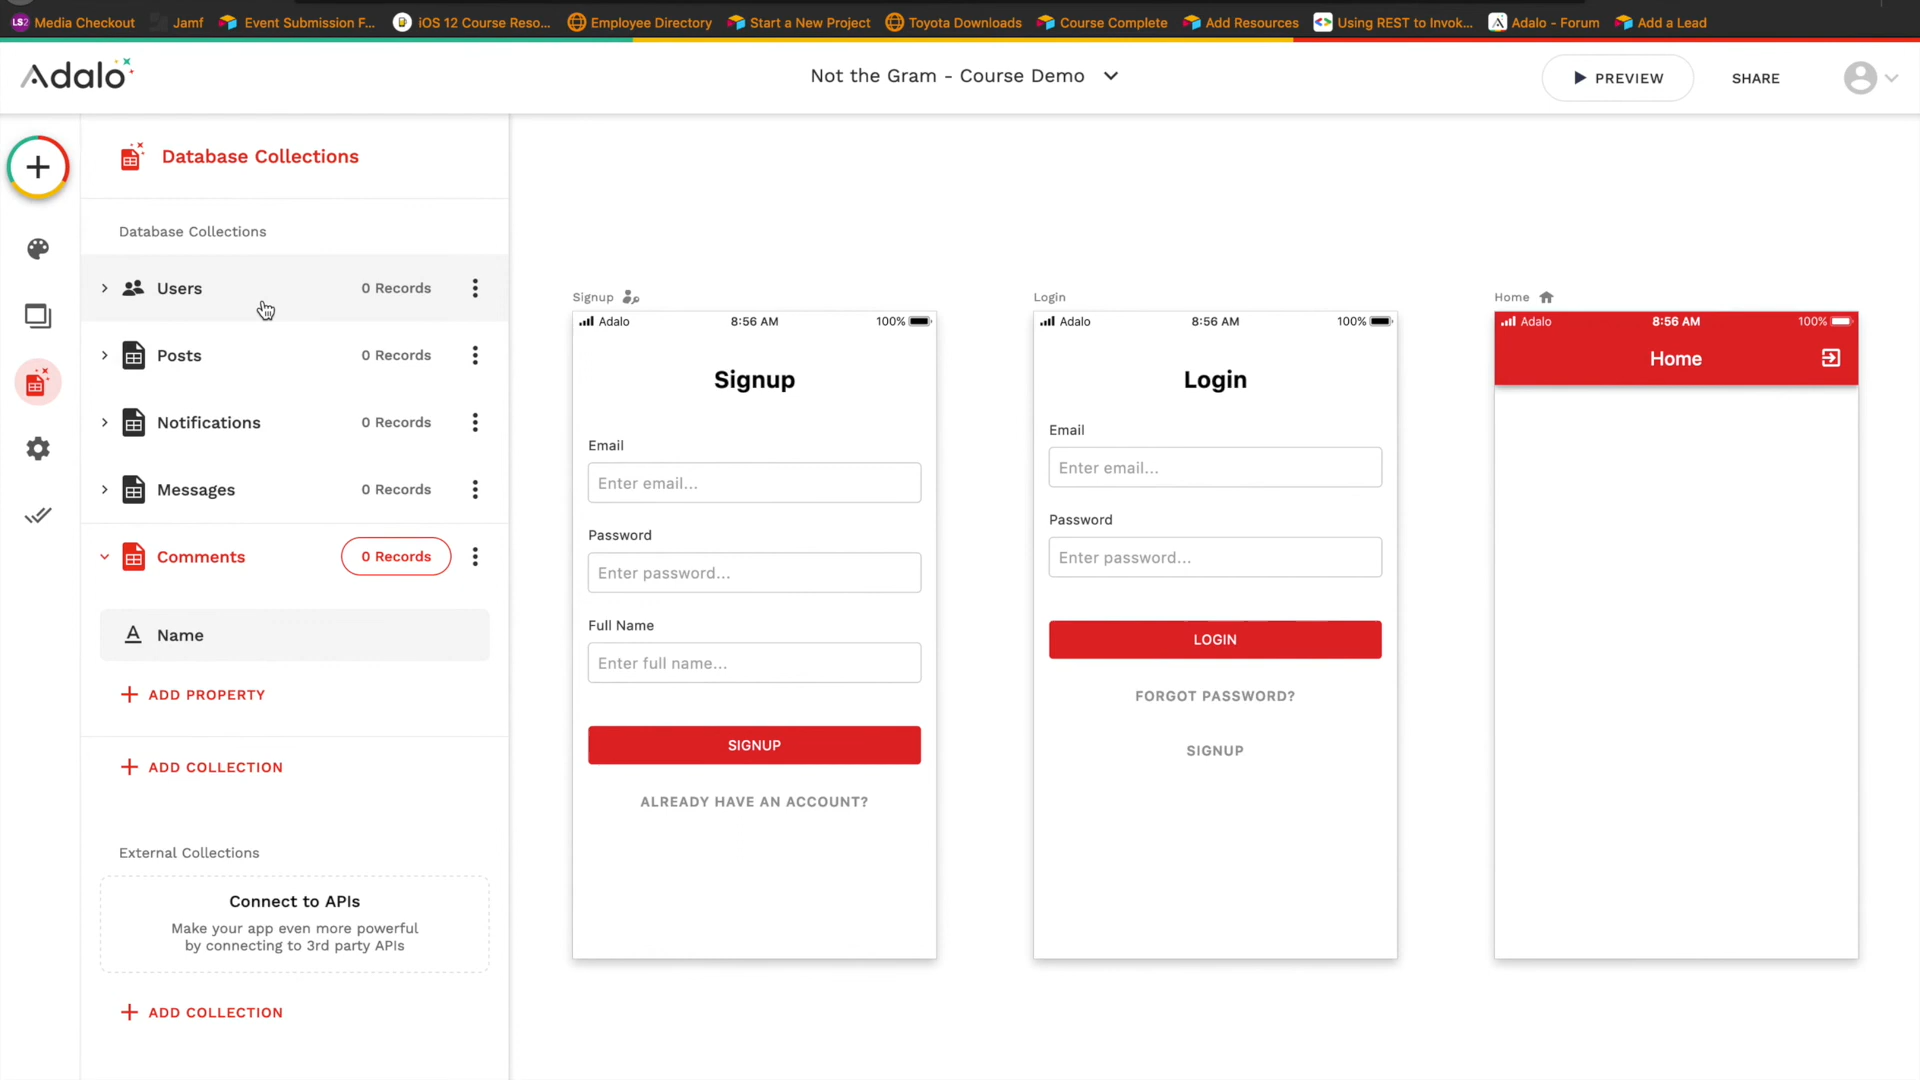 LS2 Media Checkout
Jamf
Event Submission F...
iOS 12 Course Reso...
Employee Directory
Start a New Project
Toyota Downloads
Course Complete
Add Resources
Using REST to Invok...
Adalo - Forum
Add a Lead
Adalo
Not the Gram - Course Demo
PREVIEW
SHARE
Database Collections
Database Collections
Users 0 Records
Posts 0 Records
Notifications 0 Records
Messages 0 Records
Comments 0 Records
Name
ADD PROPERTY
ADD COLLECTION
External Collections
Connect to APIs
Make your app even more powerful
by connecting to 3rd party APIs
ADD COLLECTION
Signup
Adalo 8:56 AM 100%
Signup
Email
Enter email...
Password
Enter password...
Full Name
Enter full name...
SIGNUP
ALREADY HAVE AN ACCOUNT?
Login
Adalo 8:56 AM 100%
Login
Email
Enter email...
Password
Enter password...
LOGIN
FORGOT PASSWORD?
SIGNUP
Home
Adalo 8:56 AM 100%
Home